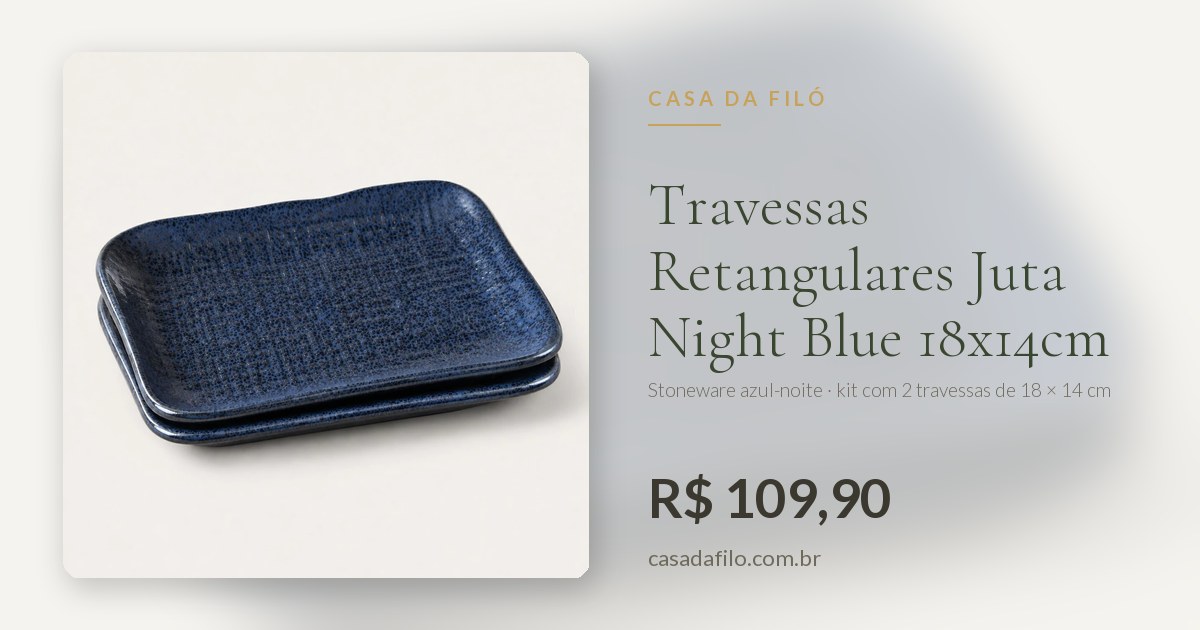 CASA DA FILÓ
Travessas
Retangulares Juta
Night Blue 18x14cm
Stoneware azul-noite · kit com 2 travessas de 18 × 14 cm
R$ 109,90
casadafilo.com.br